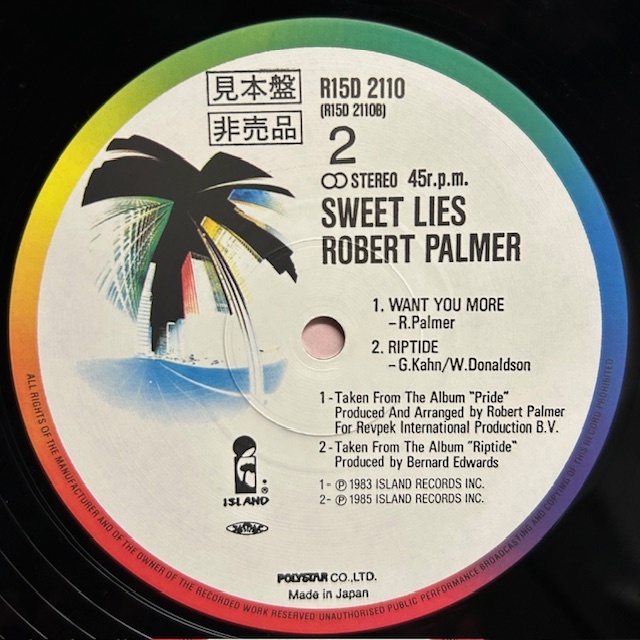 見本盤
非売品
R15D 2110
(R15D 2110B)
2
STEREO 45r.p.m.
SWEET LIES
ROBERT PALMER
1. WANT YOU MORE
–R.Palmer
2. RIPTIDE
–G.Kahn/W.Donaldson
1-Taken From The Album "Pride"
Produced And Arranged by Robert Palmer
For Revpek International Production B.V.
2-Taken From The Album "Riptide"
Produced by Bernard Edwards
1- ℗ 1983 ISLAND RECORDS INC.
2- ℗ 1985 ISLAND RECORDS INC.
ISLAND
POLYSTAR CO.,LTD.
Made in Japan
ALL RIGHTS OF THE MANUFACTURER AND OF THE OWNER OF THE RECORDED WORK RESERVED UNAUTHORISED PUBLIC PERFORMANCE BROADCASTING AND COPYING OF THIS RECORD PROHIBITED